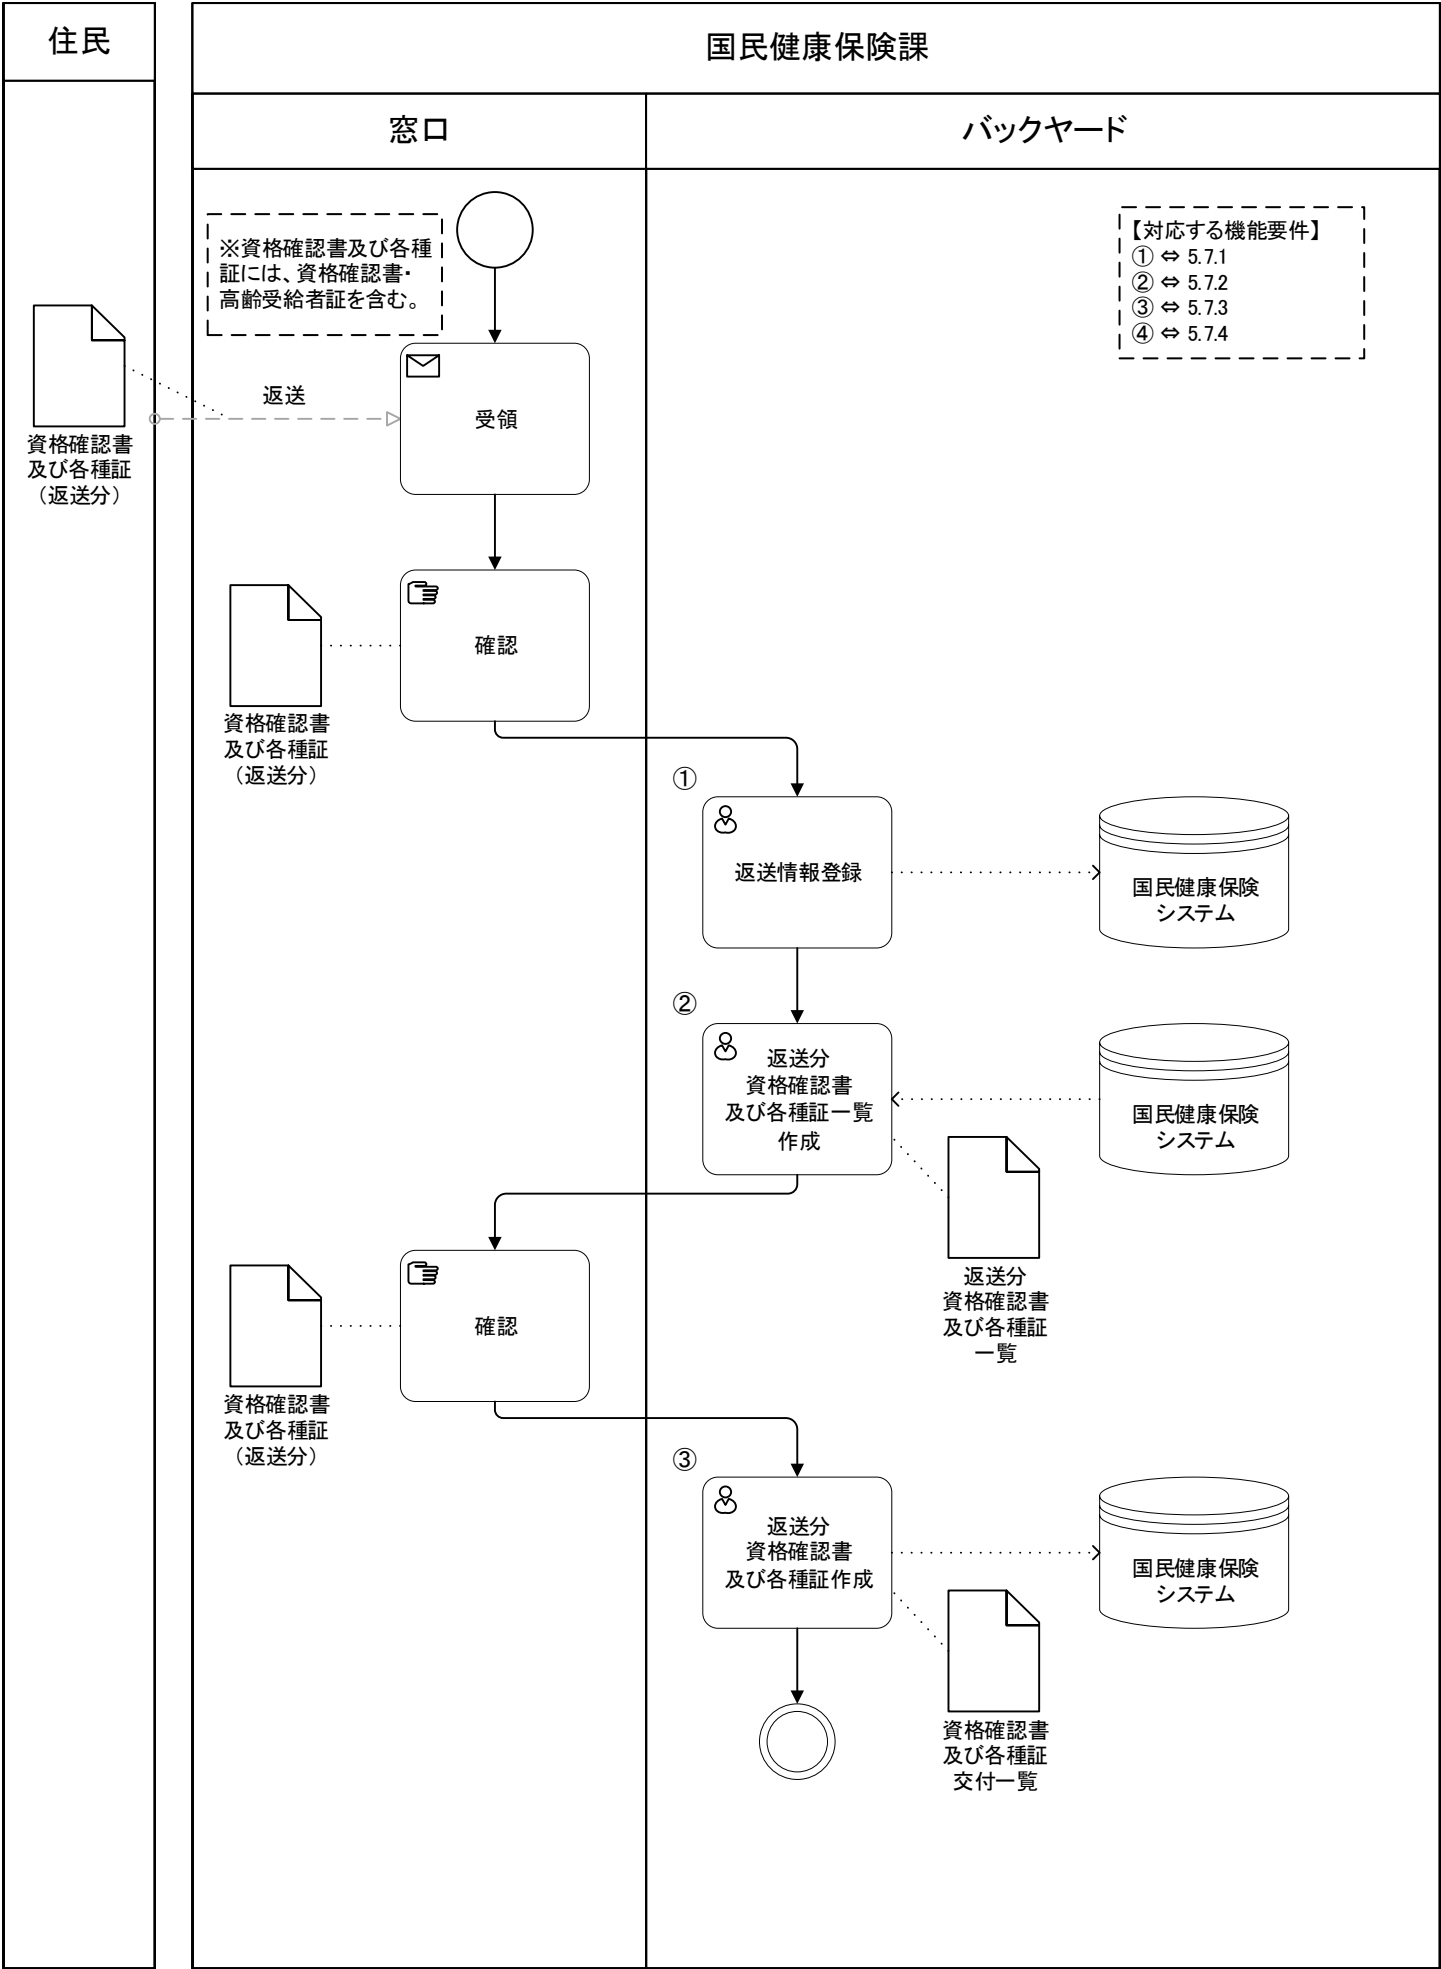 住民
国民健康保険課
窓口
バックヤード
※資格確認書及び各種
証には、資格確認書・
高齢受給者証を含む。
【対応する機能要件】
① ⇔ 5.7.1
② ⇔ 5.7.2
③ ⇔ 5.7.3
④ ⇔ 5.7.4
返送
受領
資格確認書
及び各種証
（返送分）
確認
資格確認書
及び各種証
（返送分）
①
返送情報登録
国民健康保険
システム
②
返送分
資格確認書
及び各種証一覧
作成
国民健康保険
システム
返送分
資格確認書
及び各種証
一覧
確認
資格確認書
及び各種証
（返送分）
③
返送分
資格確認書
及び各種証作成
国民健康保険
システム
資格確認書
及び各種証
交付一覧